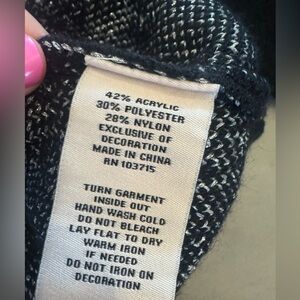 42% ACRYLIC
30% POLYESTER
28% NYLON
EXCLUSIVE OF
DECORATION
MADE IN CHINA
RN 103715
TURN GARMENT
INSIDE OUT
HAND WASH COLD
DO NOT BLEACH
LAY FLAT TO DRY
WARM IRON
IF NEEDED
DO NOT IRON ON
DECORATION